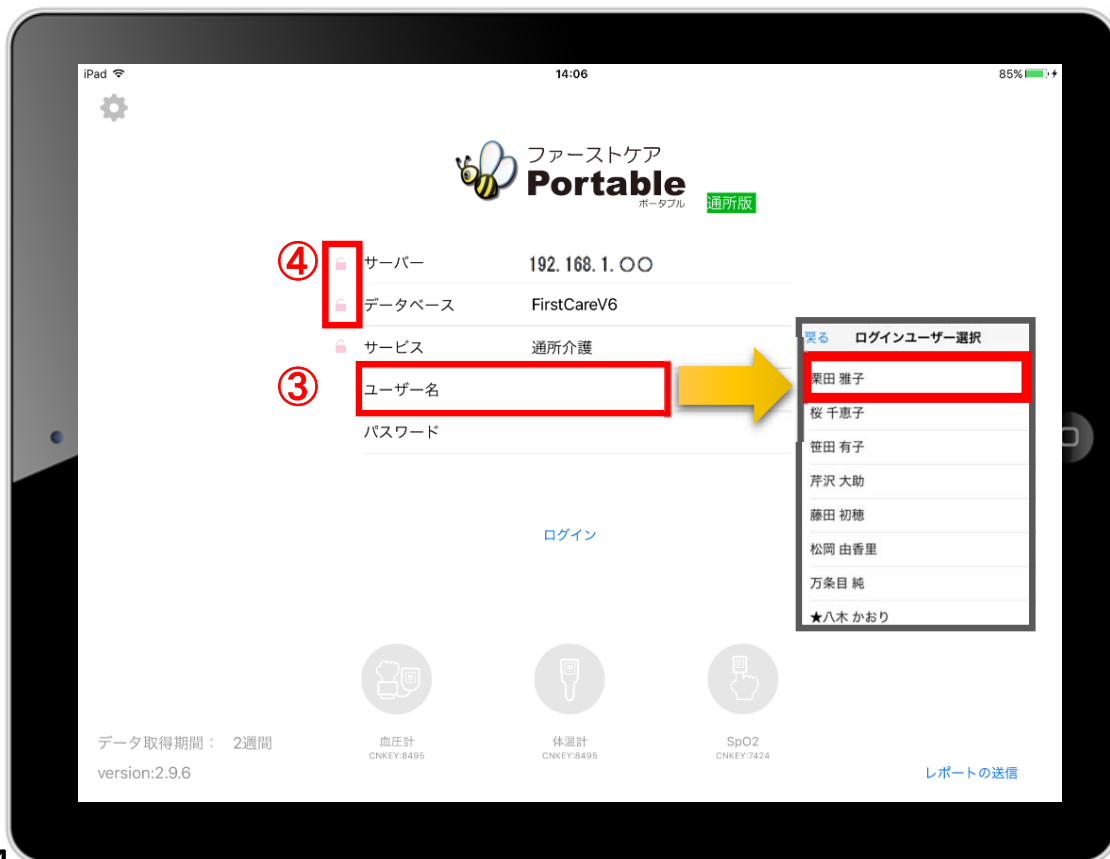 iPad 14:06 85%
ファーストケア
Portable
ポータブル
通所版
④ サーバー 192.168.1.○○
データベース FirstCareV6
サービス 通所介護
③ ユーザー名
パスワード
ログイン
戻る ログインユーザー選択
栗田 雅子
桜 千恵子
笹田 有子
芹沢 大助
藤田 初穂
松岡 由香里
万条目 純
★八木 かおり
血圧計
CNKEY:8495
体温計
CNKEY:8495
SpO2
CNKEY:7424
データ取得期間： 2週間
version:2.9.6
レポートの送信